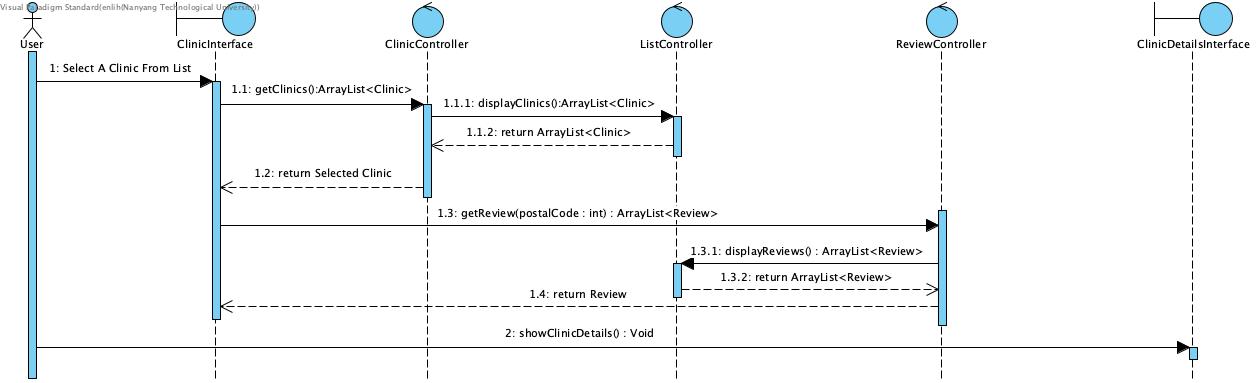 Visual Paradigm Standard(enlih(Nanyang Technological University))
User
ClinicInterface
ClinicController
ListController
ReviewController
ClinicDetailsInterface
1: Select A Clinic From List
1.1: getClinics():ArrayList<Clinic>
1.1.1: displayClinics():ArrayList<Clinic>
1.1.2: return ArrayList<Clinic>
1.2: return Selected Clinic
1.3: getReview(postalCode : int) : ArrayList<Review>
1.3.1: displayReviews() : ArrayList<Review>
1.3.2: return ArrayList<Review>
1.4: return Review
2: showClinicDetails() : Void